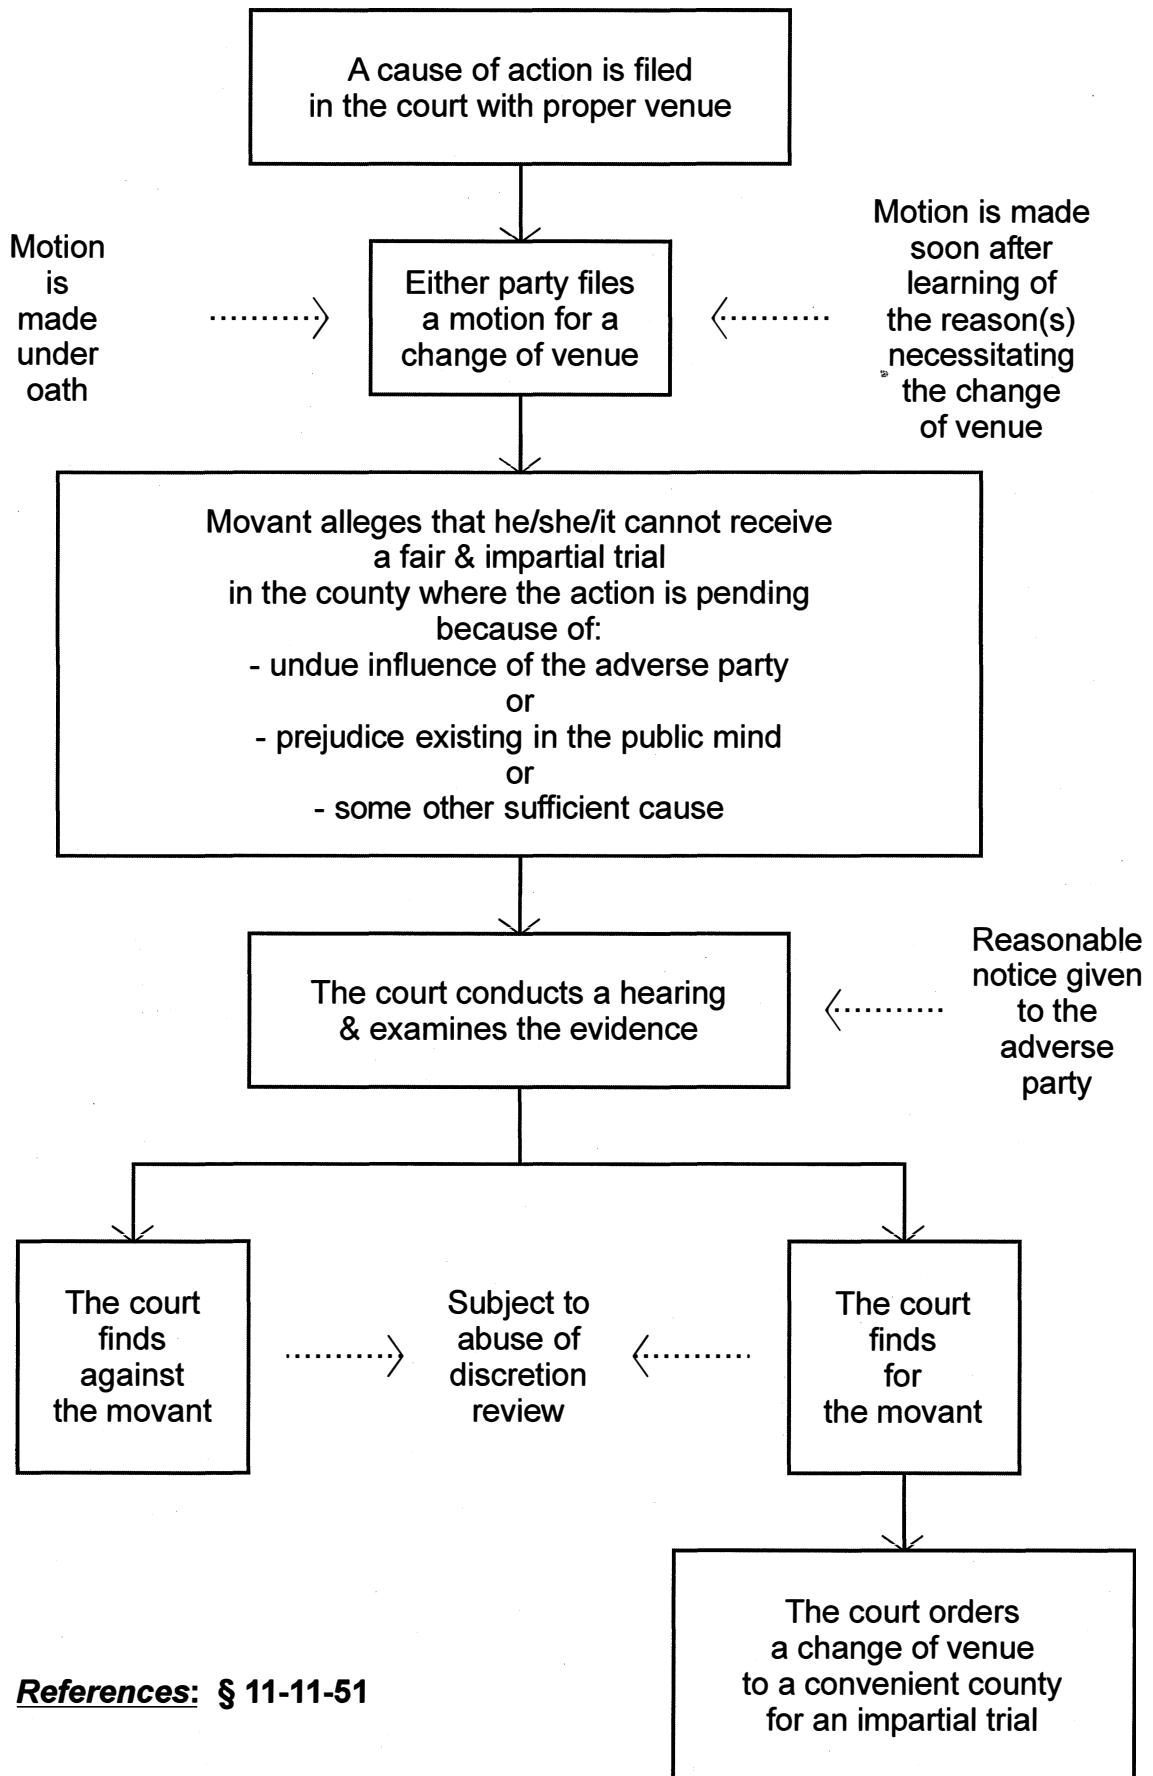 A cause of action is filed
in the court with proper venue
Motion
is
made
under
oath
Either party files
a motion for a
change of venue
Motion is made
soon after
learning of
the reason(s)
necessitating
the change
of venue
Movant alleges that he/she/it cannot receive
a fair & impartial trial
in the county where the action is pending
because of:
- undue influence of the adverse party
or
- prejudice existing in the public mind
or
- some other sufficient cause
The court conducts a hearing
& examines the evidence
Reasonable
notice given
to the
adverse
party
The court
finds
against
the movant
Subject to
abuse of
discretion
review
The court
finds
for
the movant
The court orders
a change of venue
to a convenient county
for an impartial trial
References: § 11-11-51